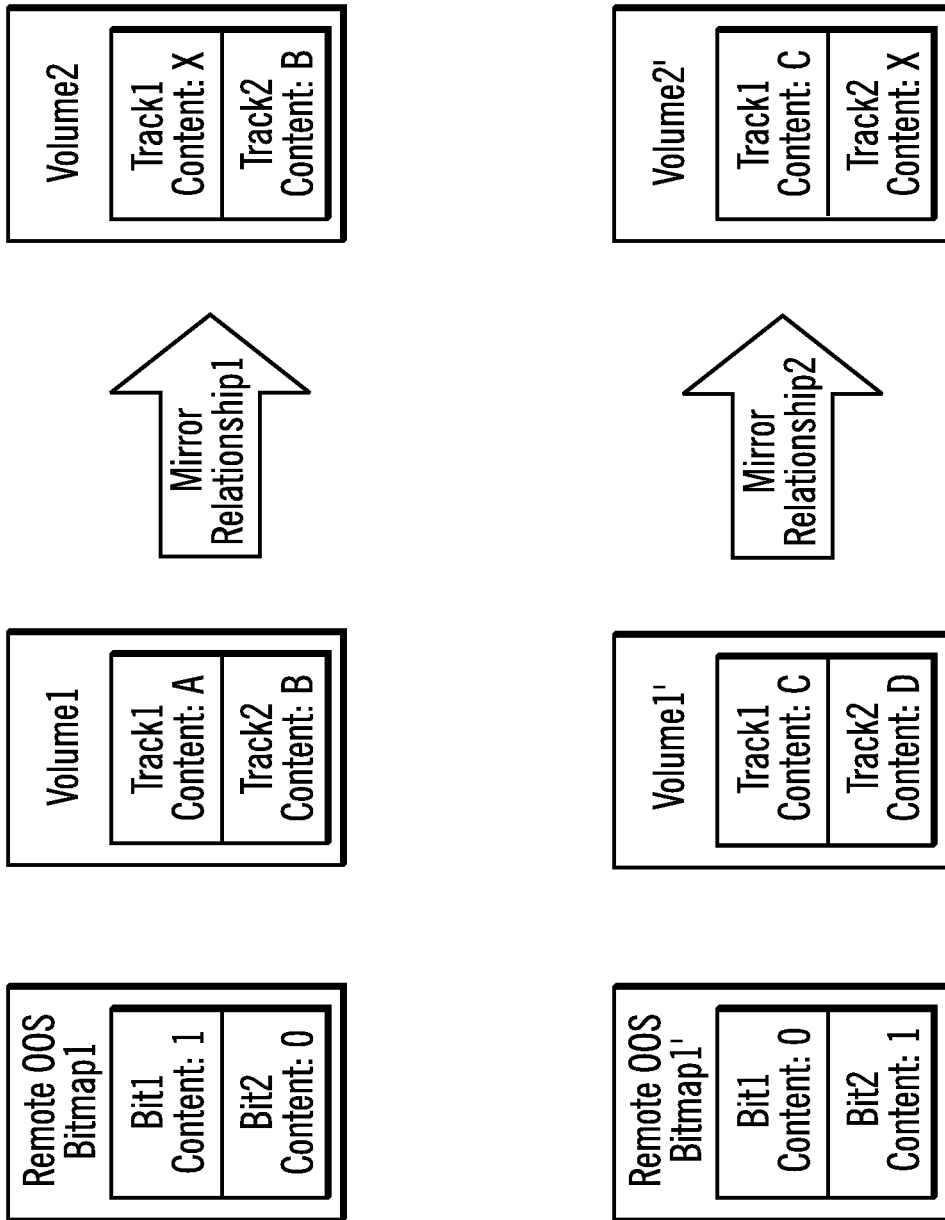 Remote OOS
Bitmap1
Bit1
Content: 1
Bit2
Content: 0
Volume1
Track1
Content: A
Track2
Content: B
Mirror
Relationship1
Volume2
Track1
Content: X
Track2
Content: B
Remote OOS
Bitmap1'
Bit1
Content: 0
Bit2
Content: 1
Volume1'
Track1
Content: C
Track2
Content: D
Mirror
Relationship2
Volume2'
Track1
Content: C
Track2
Content: X